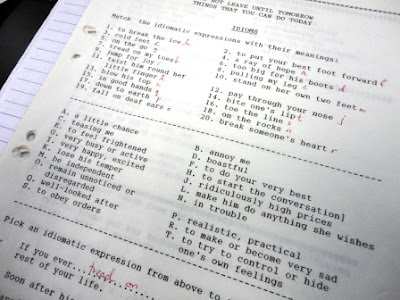 NOT LEAVE UNTIL TOMORROW
THINGS THAT YOU CAN DO TODAY
IDIOMS
Match the idiomatic expressions with their meanings:
1. to break the ice h
2. to put your best foot forward f
3. cold feet e
4. a ray of hope a
5. on the go
6. too big for his boots d
7. tread on my toes b
8. pulling my leg c
9. jump for joy
10. stand on her own two feet m
11. twist him round her
little finger
12. pay through your nose j
13. blow his top
14. bite one's lip t
15. in good hands
16. toe the line s
17. down to earth p
18. on the rocks n
19. fall on deaf ears o
20. break someone's heart r
A. a little chance
B. annoy me
C. teasing me
D. boastful
E. to feel frightened
F. to do your very best
G. very busy or active
H. to start the conversation
I. very happy, excited
J. ridiculously high prices
K. lose his temper
L. make him do anything she wishes
M. be independent
N. in trouble
O. remain unnoticed or
disregarded
P. realistic, practical
Q. well-looked after
R. to make or become very sad
S. to obey orders
T. to try to control or hide
one's own feelings
Pick an idiomatic expression from above to
If you ever...tread on...
rest of your life.
Soon after his